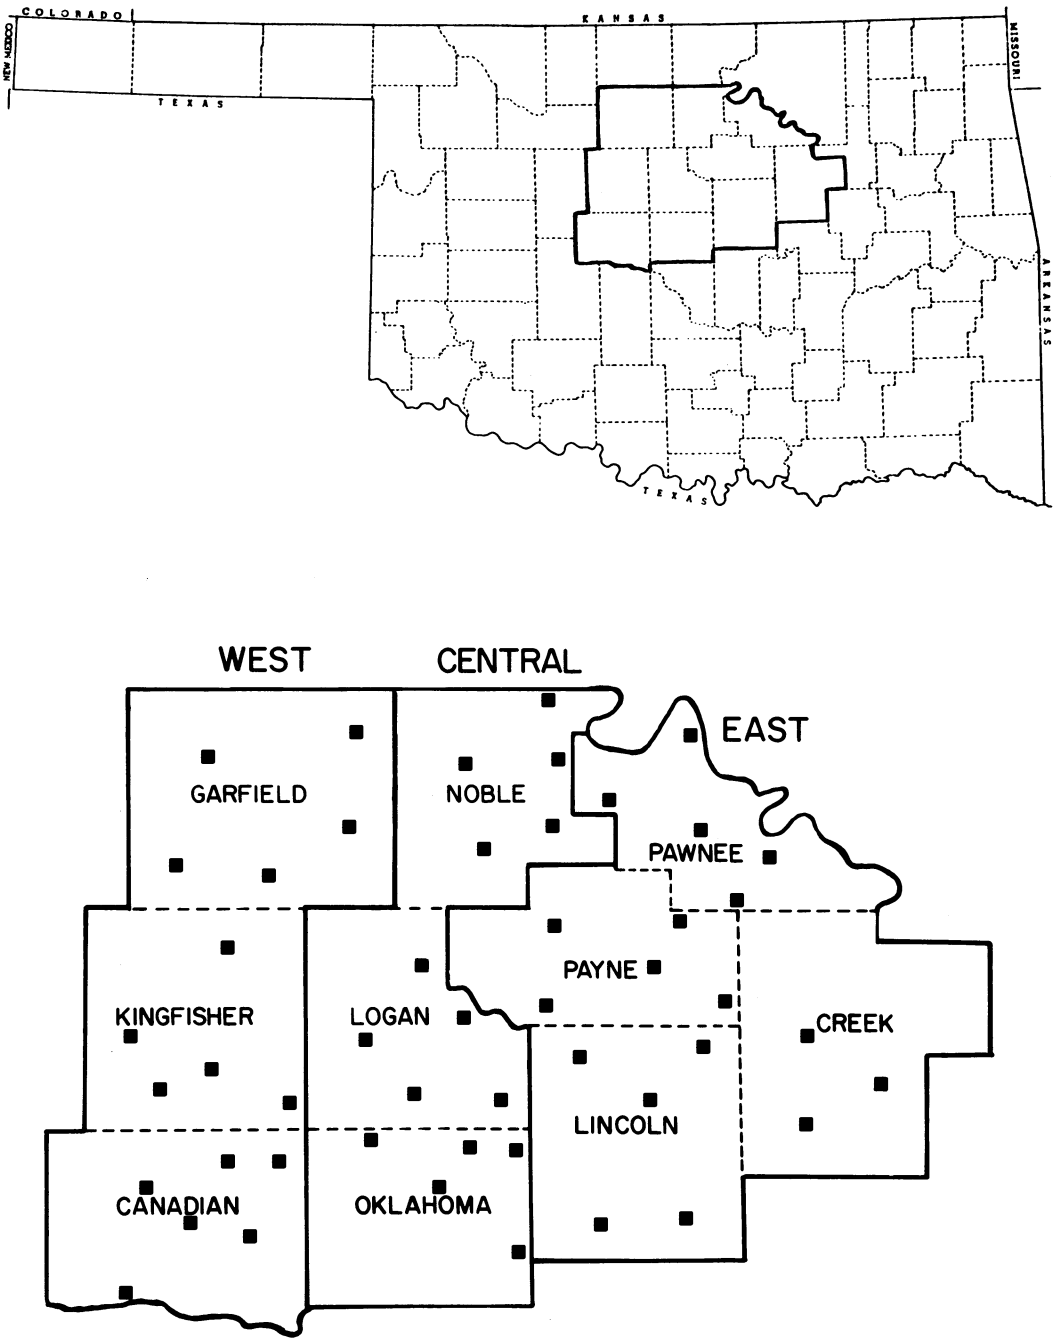 COLORADO
KANSAS
NEW MEXICO
MISSOURI
TEXAS
ARKANSAS
TEXAS
WEST
CENTRAL
EAST
GARFIELD
NOBLE
PAWNEE
PAYNE
KINGFISHER
LOGAN
CREEK
LINCOLN
CANADIAN
OKLAHOMA